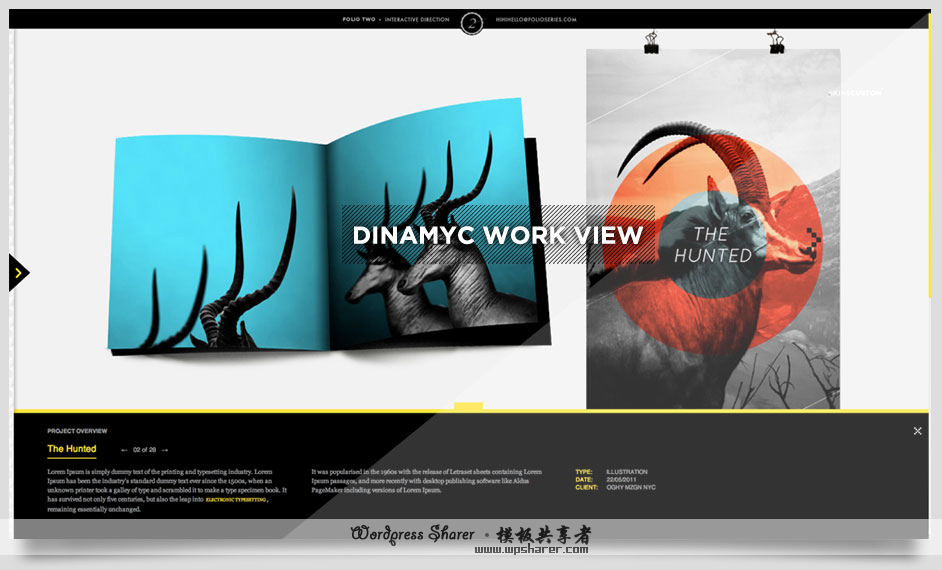 FOLIO TWO • INTERACTIVE DIRECTION
2
HIHIHELLO@FOLIOSERIES.COM
DINAMYC WORK VIEW
THE
HUNTED
PROJECT OVERVIEW
The Hunted
← 02 of 28 →
Lorem Ipsum is simply dummy text of the printing and typesetting industry. Lorem
Ipsum has been the industry's standard dummy text ever since the 1500s, when an
unknown printer took a galley of type and scrambled it to make a type specimen book. It
has survived not only five centuries, but also the leap into ELECTRONIC TYPESETTING,
remaining essentially unchanged.
It was popularised in the 1960s with the release of Letraset sheets containing Lorem
Ipsum passages, and more recently with desktop publishing software like Aldus
PageMaker including versions of Lorem Ipsum.
TYPE: ILLUSTRATION
DATE: 22/05/2011
CLIENT: OGHY MZGN NYC
Wordpress Sharer • 模板共享者
www.wpsharer.com